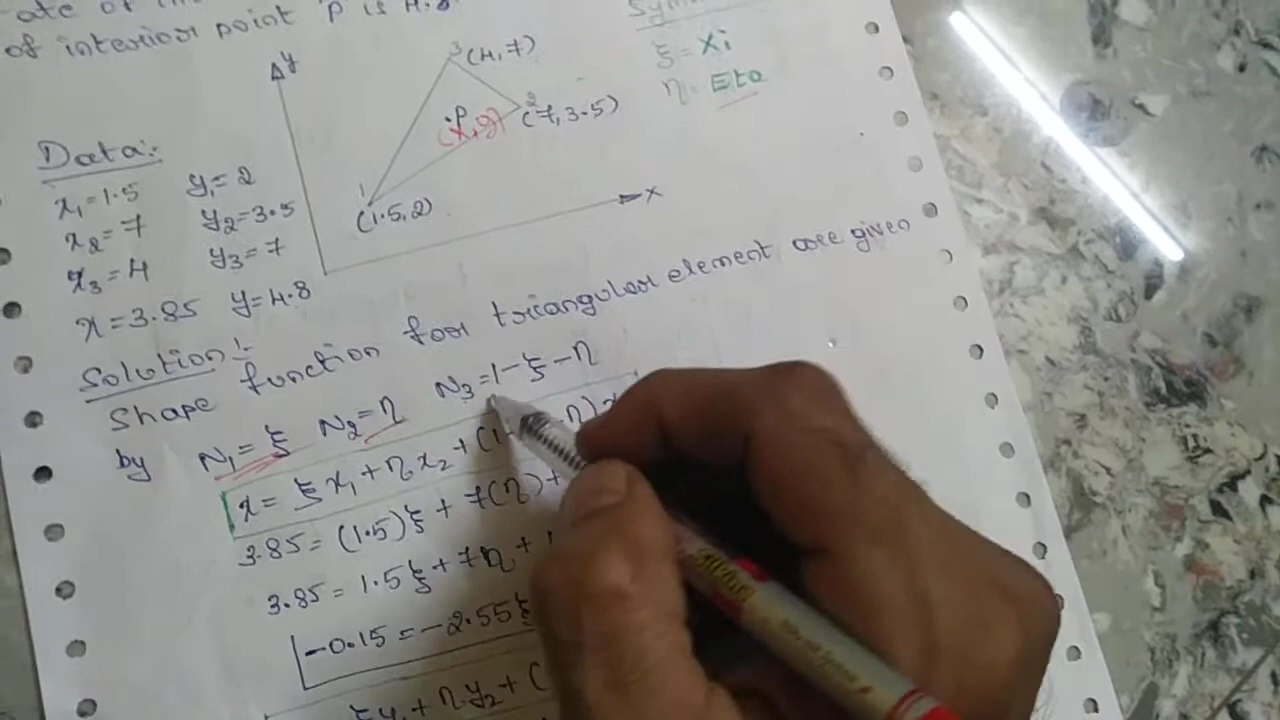 of interior point P is
ξ = Xi
η. Eta
y
3 (4,7)
.P
(x,y)
2
(7,3.5)
1
(1.5,2)
x
Data:-
x₁=1.5 y₁=2
x₂=7 y₂=3.5
x₃=4 y₃=7
x=3.85 y=4.8
Solution:-
Shape function for triangular element are given
by N₁=ξ N₂=η N₃=1-ξ-η
x= ξx₁+ηx₂+(1
3.85=(1.5)ξ+7(η)+
3.85=1.5ξ+7η+
-0.15=-2.55ξ
ξy₁+ηy₂+(